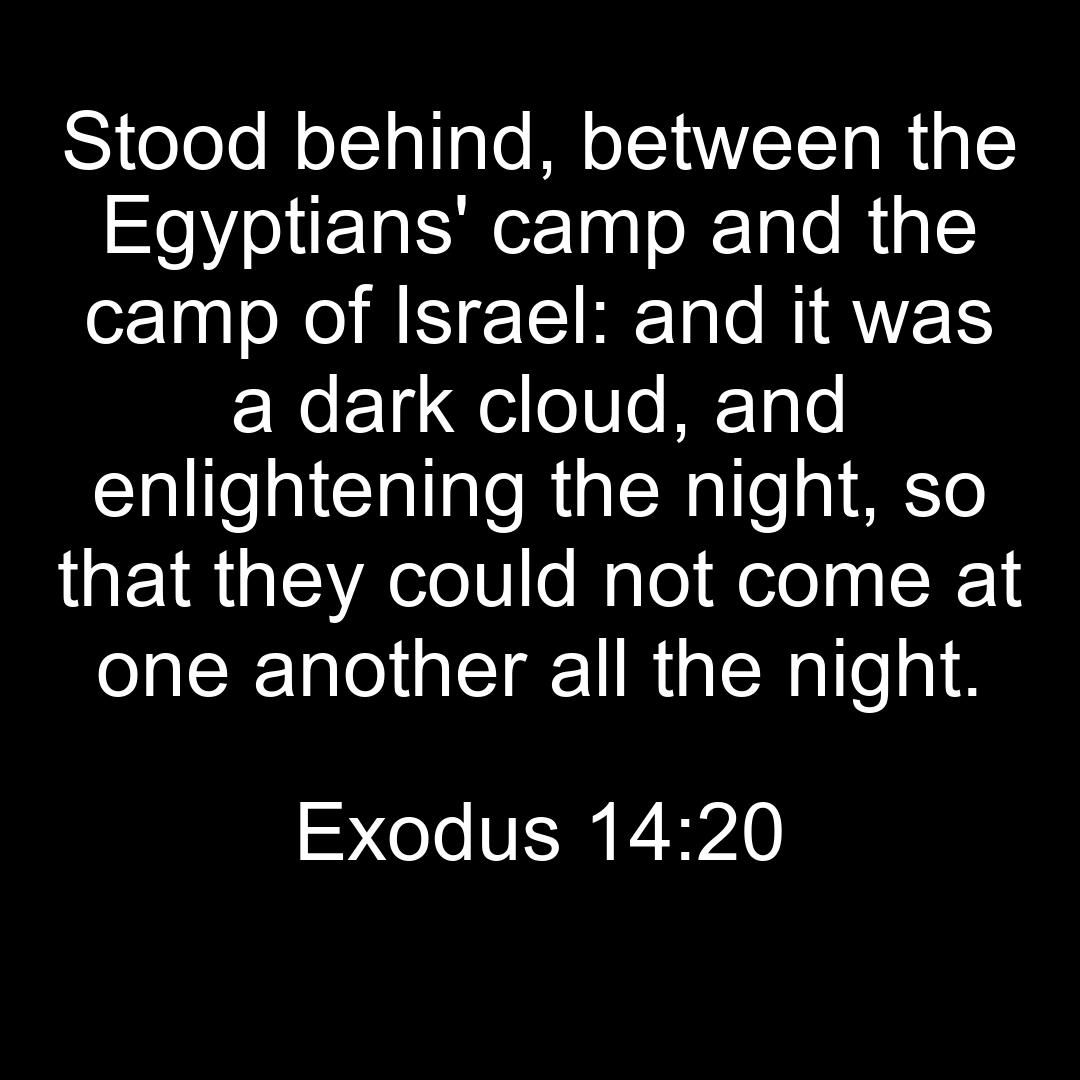 Stood behind, between the
Egyptians' camp and the
camp of Israel: and it was
a dark cloud, and
enlightening the night, so
that they could not come at
one another all the night.
Exodus 14:20